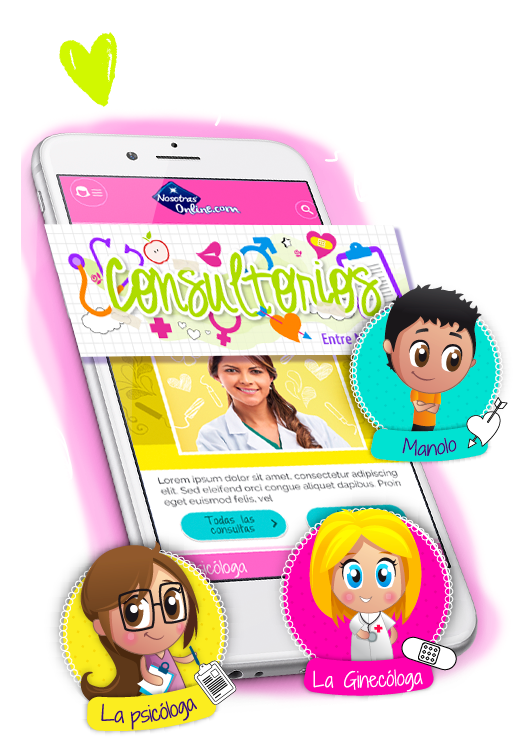 Nosotras
Online.com
Consultorios
Entre
Manolo
Lorem ipsum dolor sit amet, consectetur adipiscing
elit. Sed eleifend orci congue aliquet dapibus. Proin
eget euismod felis, vel
Todas las
consultas
sicóloga
La psicóloga
La Ginecóloga